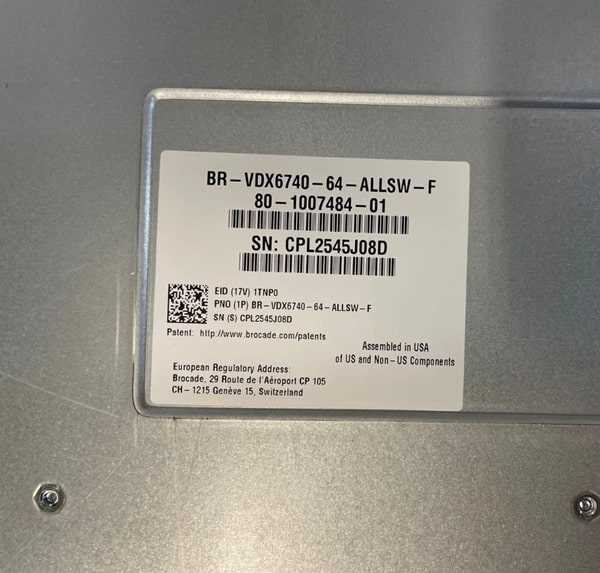 BR-VDX6740-64-ALLSW-F
80-1007484-01
SN: CPL2545J08D
EID (17V) 1TNP0
PNO (1P) BR-VDX6740-64-ALLSW-F
SN (S) CPL2545J08D
Patent: http://www.brocade.com/patents
Assembled in USA
of US and Non-US Components
European Regulatory Address:
Brocade, 29 Route de l'Aéroport CP 105
CH-1215 Genève 15, Switzerland